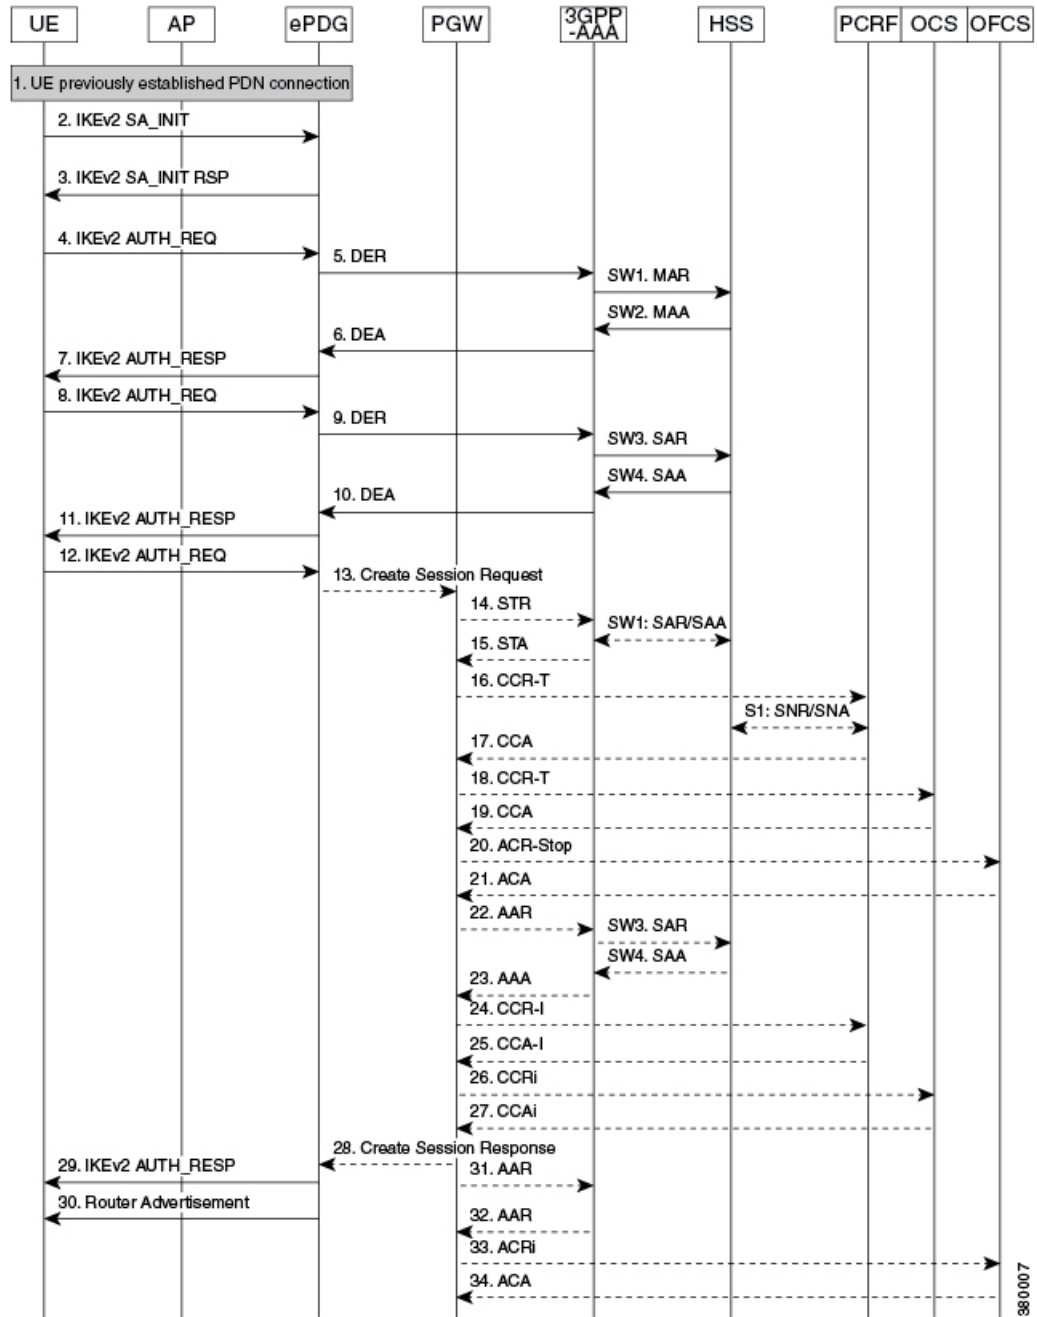 UE
AP
ePDG
PGW
3GPP
-AAA
HSS
PCRF
OCS
OFCS
1. UE previously established PDN connection
2. IKEv2 SA_INIT
3. IKEv2 SA_INIT RSP
4. IKEv2 AUTH_REQ
5. DER
SW1. MAR
SW2. MAA
6. DEA
7. IKEv2 AUTH_RESP
8. IKEv2 AUTH_REQ
9. DER
SW3. SAR
SW4. SAA
10. DEA
11. IKEv2 AUTH_RESP
12. IKEv2 AUTH_REQ
13. Create Session Request
14. STR
SW1: SAR/SAA
15. STA
16. CCR-T
S1: SNR/SNA
17. CCA
18. CCR-T
19. CCA
20. ACR-Stop
21. ACA
22. AAR
SW3. SAR
SW4. SAA
23. AAA
24. CCR-I
25. CCA-I
26. CCRi
27. CCAi
28. Create Session Response
29. IKEv2 AUTH_RESP
31. AAR
30. Router Advertisement
32. AAR
33. ACRi
34. ACA
380007